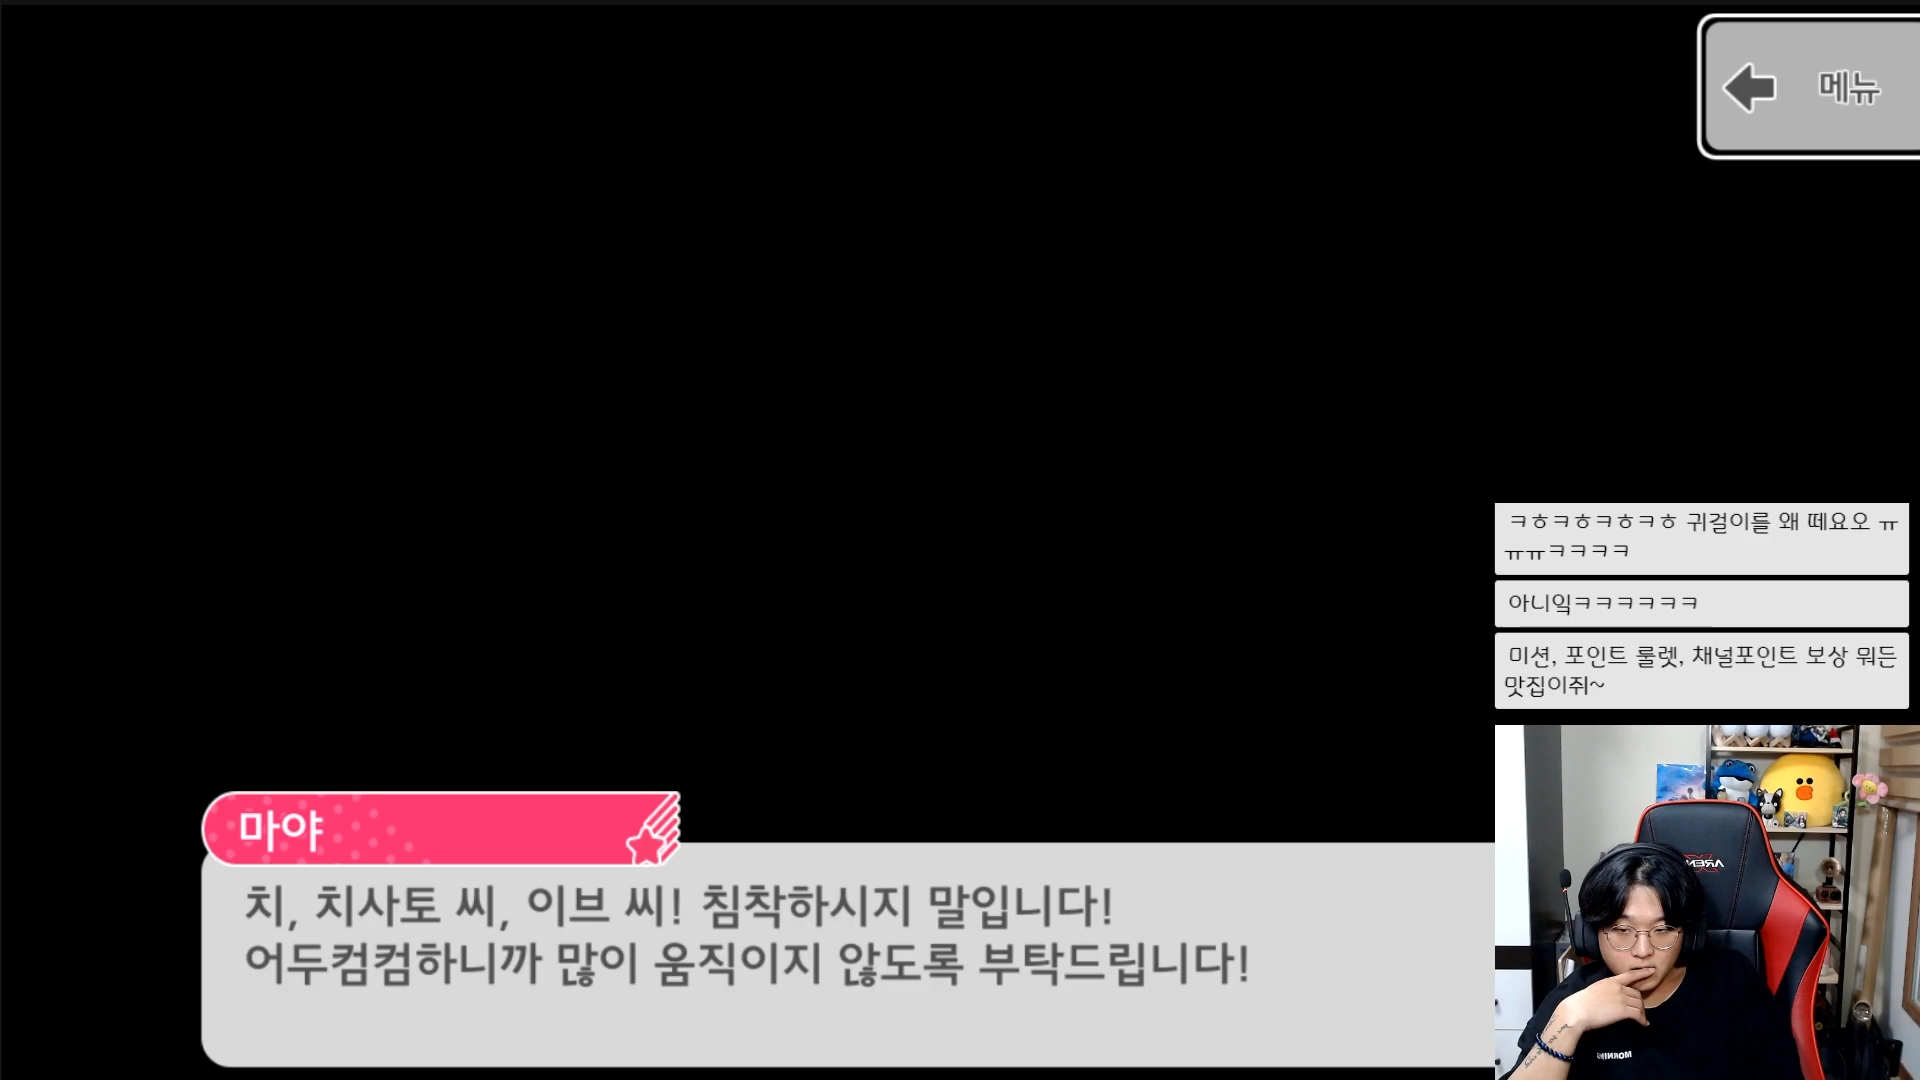 메뉴
ㅋㅎㅋㅎㅋㅎㅋㅎ 귀걸이를 왜 떼요오 ㅠ
ㅠㅠㅋㅋㅋㅋ
아니잌ㅋㅋㅋㅋㅋㅋ
미션, 포인트 룰렛, 채널포인트 보상 뭐든
맛집이쥐~
마야
치, 치사토 씨, 이브 씨! 침착하시지 말입니다!
어두컴컴하니까 많이 움직이지 않도록 부탁드립니다!